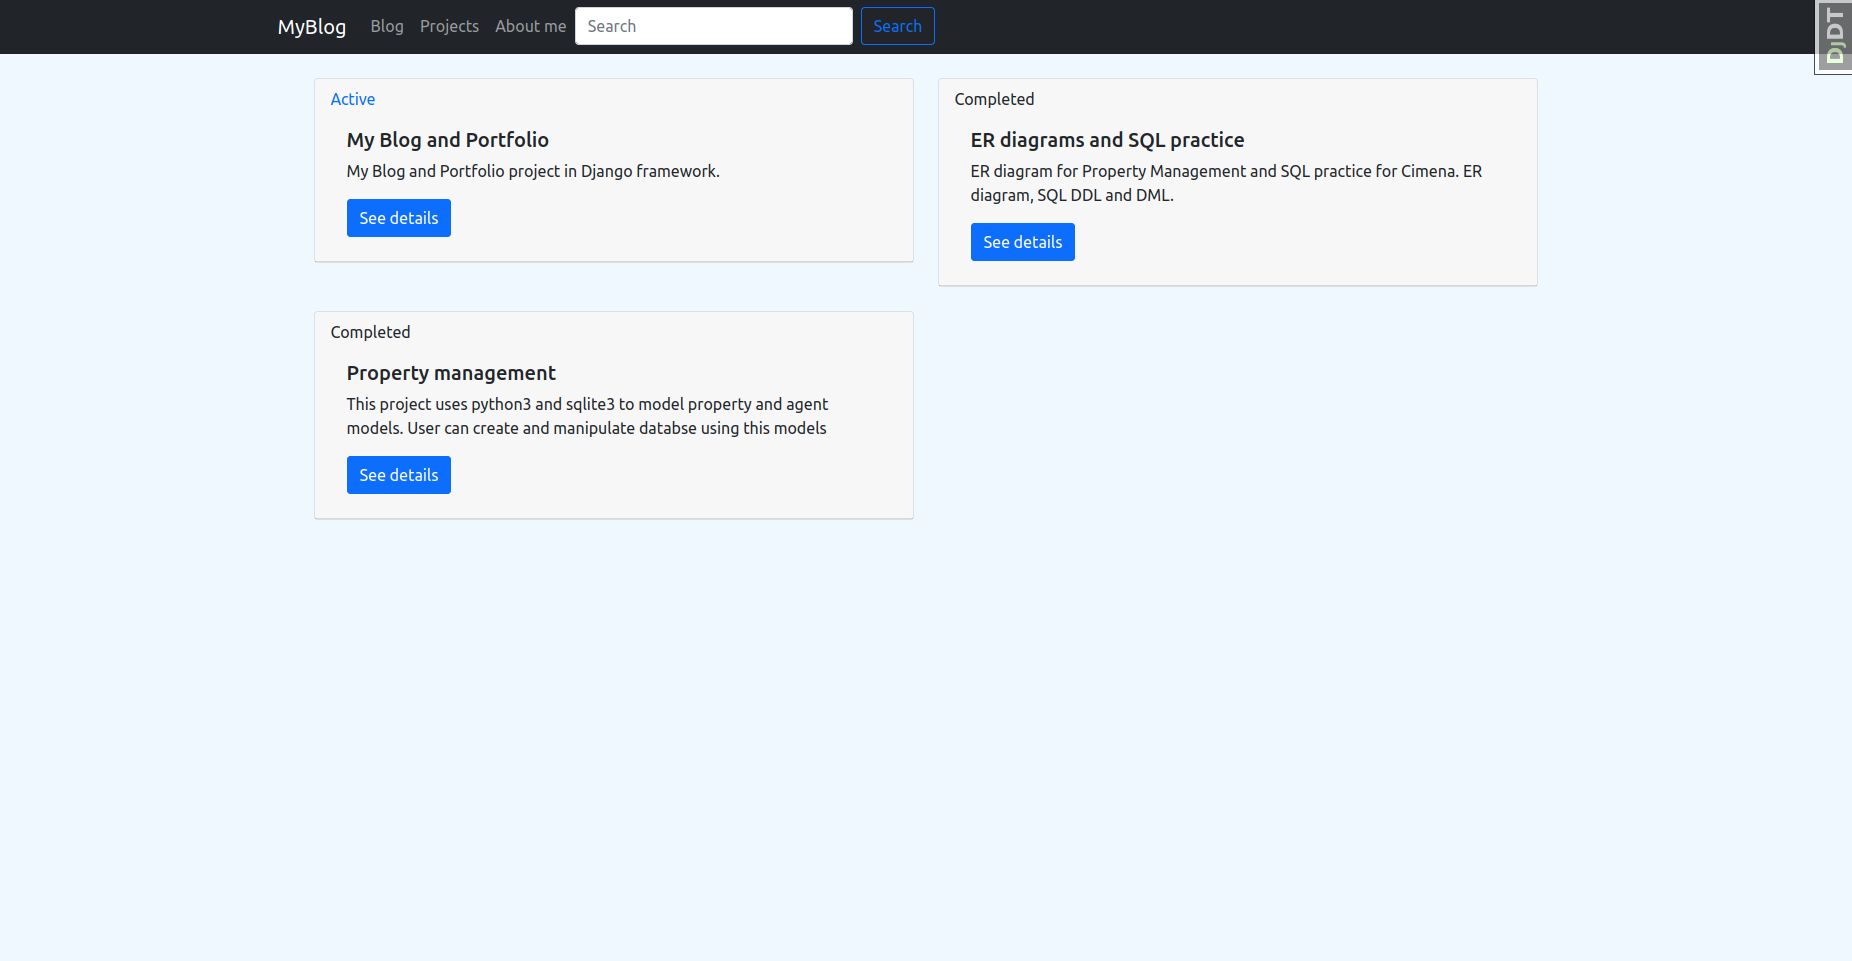 MyBlog Blog Projects About me Search Search
DJDT
Active
My Blog and Portfolio
My Blog and Portfolio project in Django framework.
See details
Completed
ER diagrams and SQL practice
ER diagram for Property Management and SQL practice for Cimena. ER
diagram, SQL DDL and DML.
See details
Completed
Property management
This project uses python3 and sqlite3 to model property and agent
models. User can create and manipulate databse using this models
See details